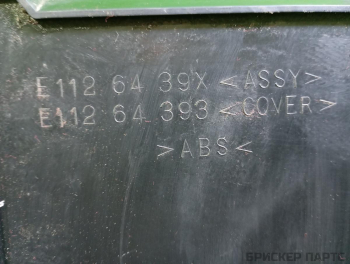 E112 64 39X <ASSY>
E112 64 393 <COVER>
>ABS<
БРИСКЕР ПАРТС